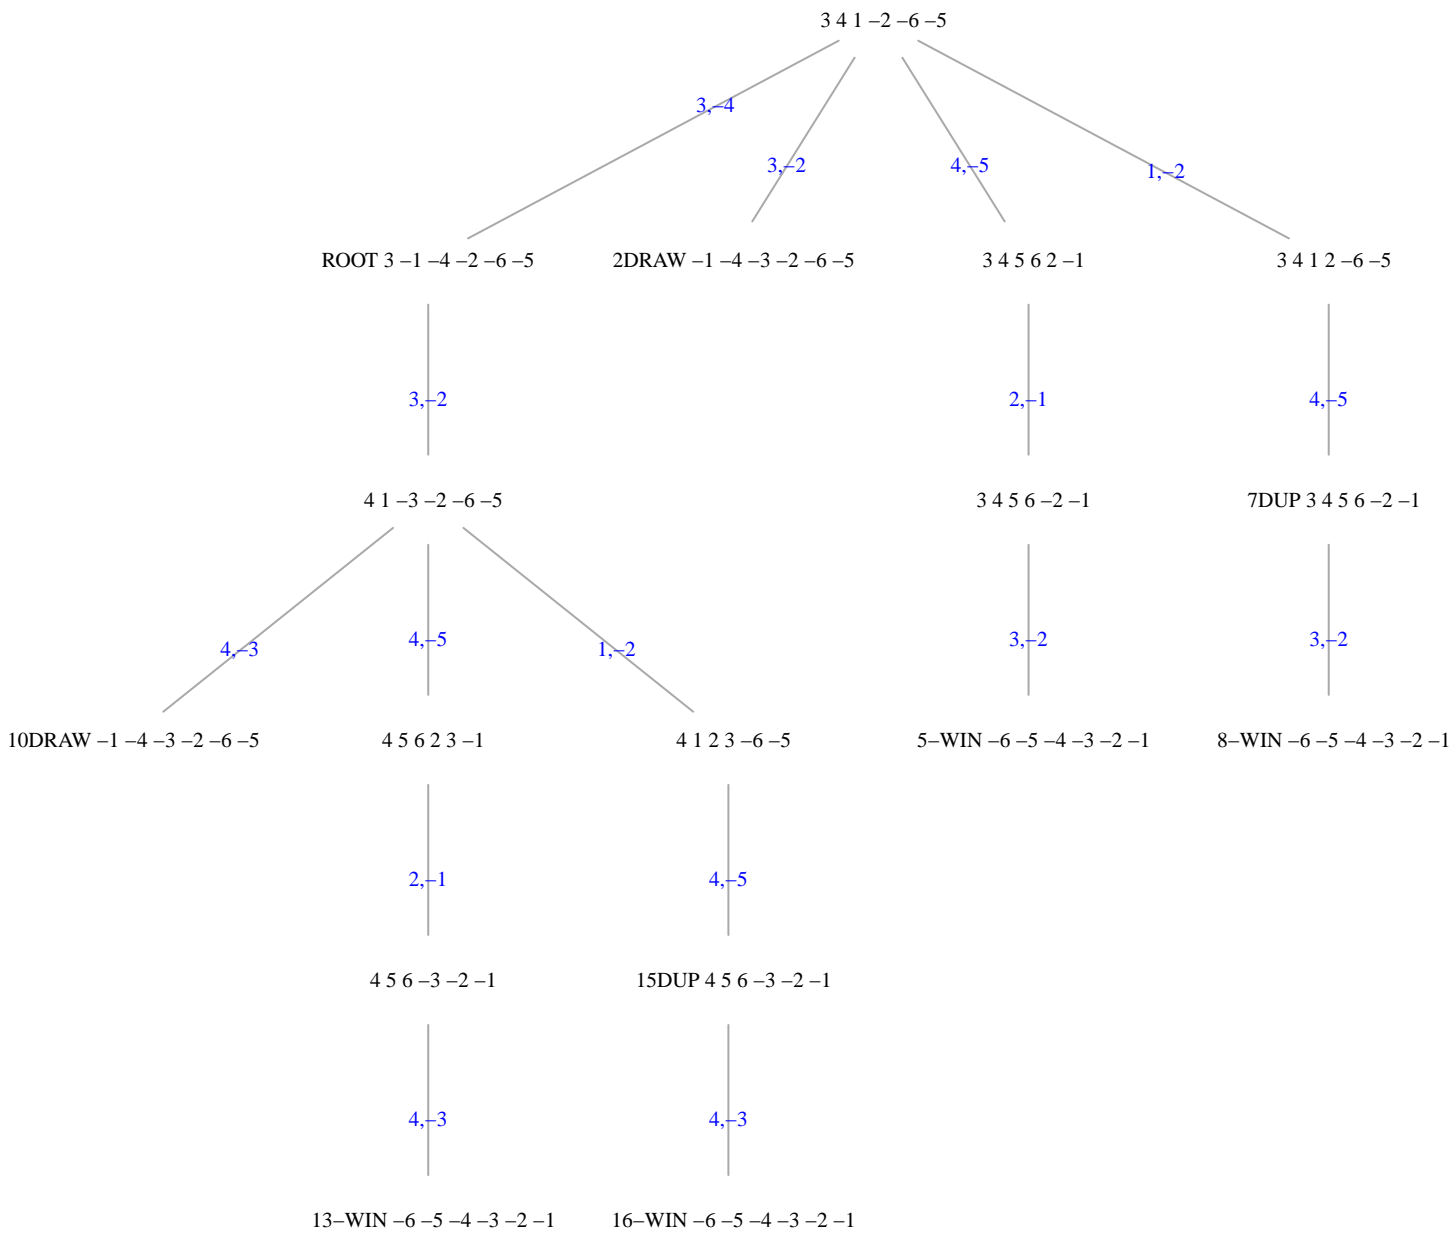 3 4 1 –2 –6 –5
3,–4
3,–2
4,–5
1,–2
ROOT 3 –1 –4 –2 –6 –5
2DRAW –1 –4 –3 –2 –6 –5
3 4 5 6 2 –1
3 4 1 2 –6 –5
3,–2
2,–1
4,–5
4 1 –3 –2 –6 –5
3 4 5 6 –2 –1
7DUP 3 4 5 6 –2 –1
4,–3
4,–5
1,–2
3,–2
3,–2
10DRAW –1 –4 –3 –2 –6 –5
4 5 6 2 3 –1
4 1 2 3 –6 –5
5–WIN –6 –5 –4 –3 –2 –1
8–WIN –6 –5 –4 –3 –2 –1
2,–1
4,–5
4 5 6 –3 –2 –1
15DUP 4 5 6 –3 –2 –1
4,–3
4,–3
13–WIN –6 –5 –4 –3 –2 –1
16–WIN –6 –5 –4 –3 –2 –1